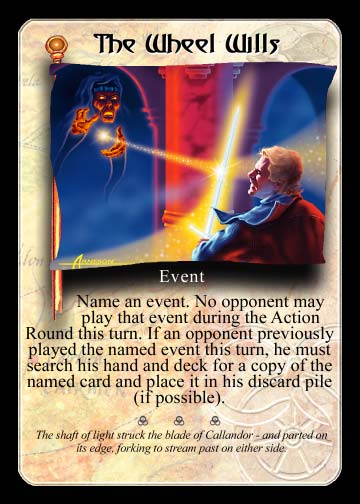 The Wheel Wills
ARNESON
Event
Name an event. No opponent may
play that event during the Action
Round this turn. If an opponent previously
played the named event this turn, he must
search his hand and deck for a copy of the
named card and place it in his discard pile
(if possible).
The shaft of light struck the blade of Callandor - and parted on
its edge, forking to stream past on either side.